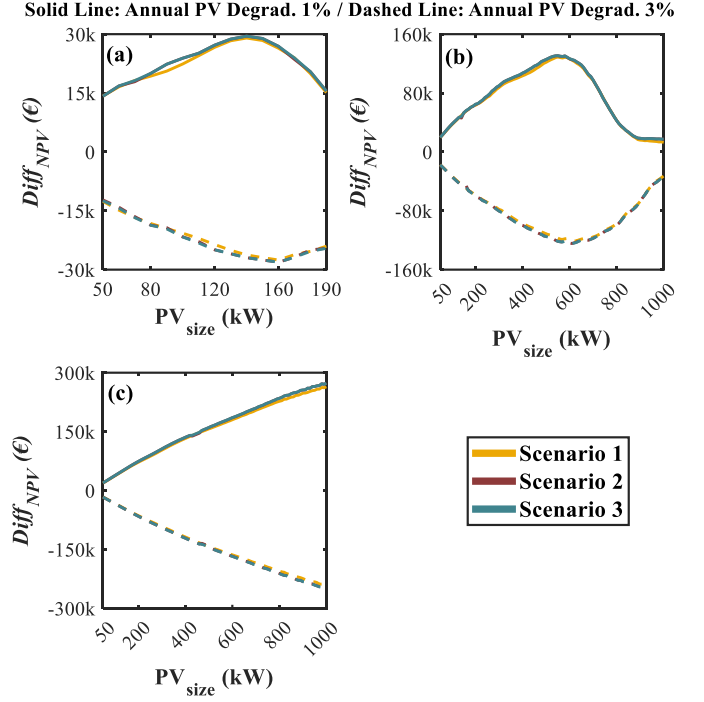 Solid Line: Annual PV Degrad. 1% / Dashed Line: Annual PV Degrad. 3%
(a)
30k
15k
0
-15k
-30k
Diff_NPV (€)
50 80 120 160 190
PV_size (kW)
(b)
160k
80k
0
-80k
-160k
Diff_NPV (€)
50 200 400 600 800 1000
PV_size (kW)
(c)
300k
150k
0
-150k
-300k
Diff_NPV (€)
50 200 400 600 800 1000
PV_size (kW)
Scenario 1
Scenario 2
Scenario 3